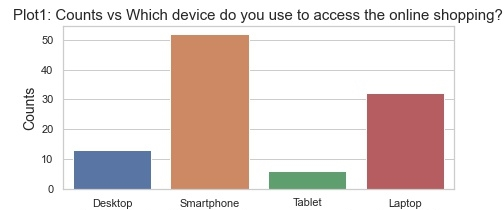 Plot1: Counts vs Which device do you use to access the online shopping?
50
40
30
20
10
0
Counts
Desktop Smartphone Tablet Laptop